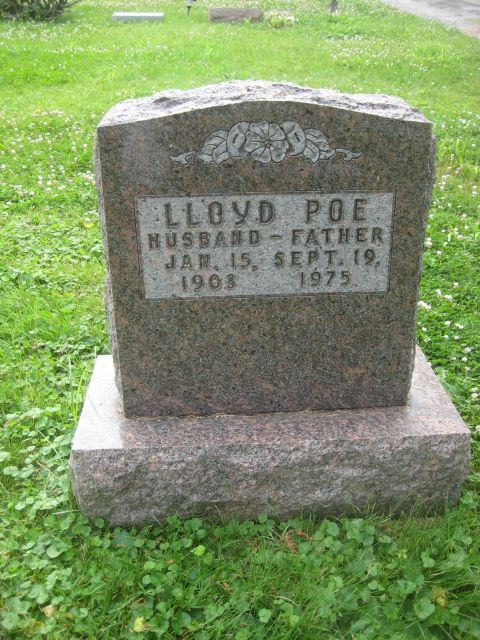 LLOYD POE
HUSBAND - FATHER
JAN. 15, SEPT. 19,
1903 1975